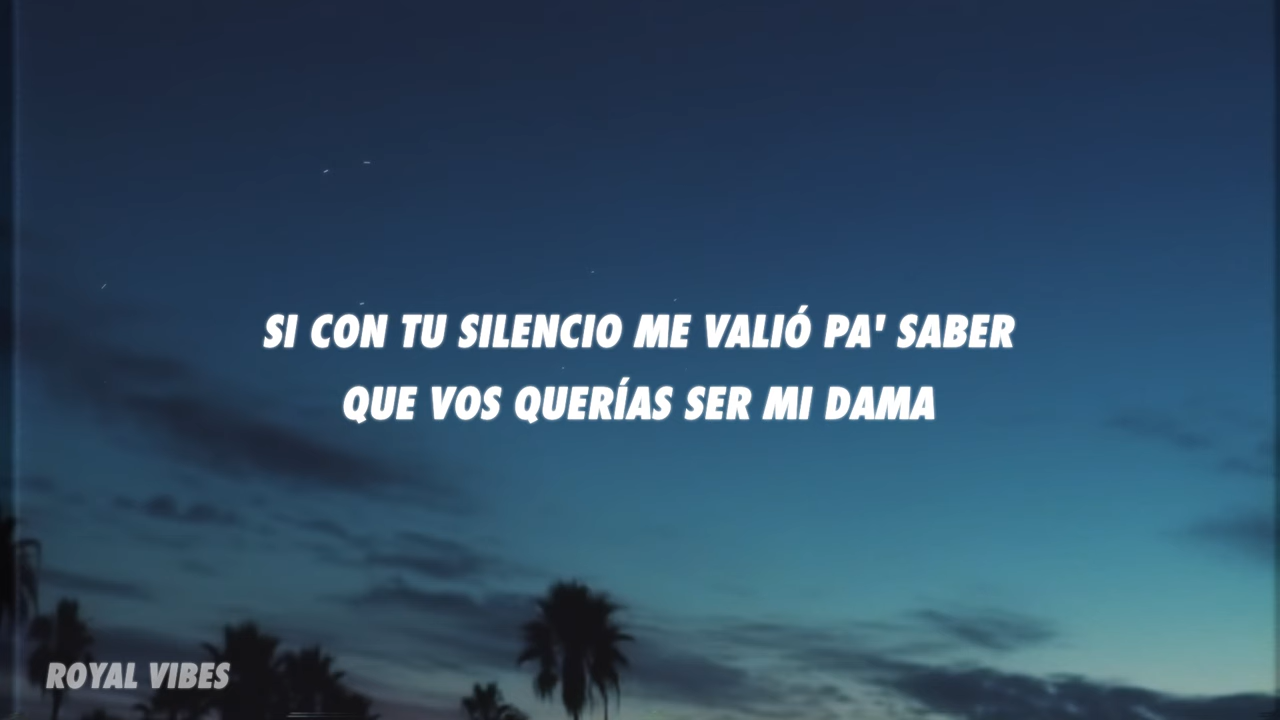 SI CON TU SILENCIO ME VALIÓ PA' SABER
QUE VOS QUERÍAS SER MI DAMA
ROYAL VIBES